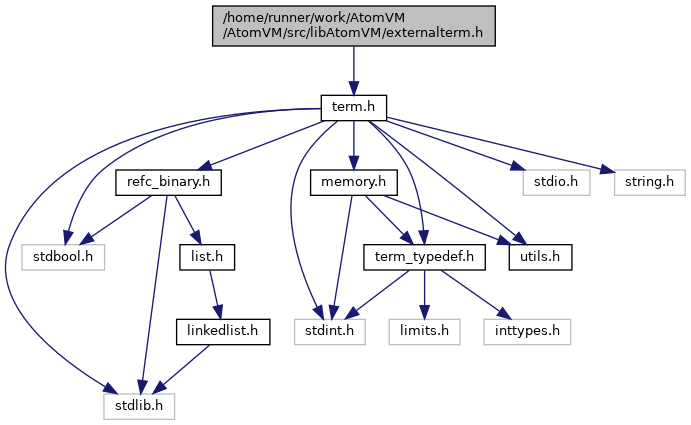 /home/runner/work/AtomVM
/AtomVM/src/libAtomVM/externalterm.h
term.h
refc_binary.h
memory.h
stdio.h
string.h
stdbool.h
list.h
term_typedef.h
utils.h
linkedlist.h
stdint.h
limits.h
inttypes.h
stdlib.h